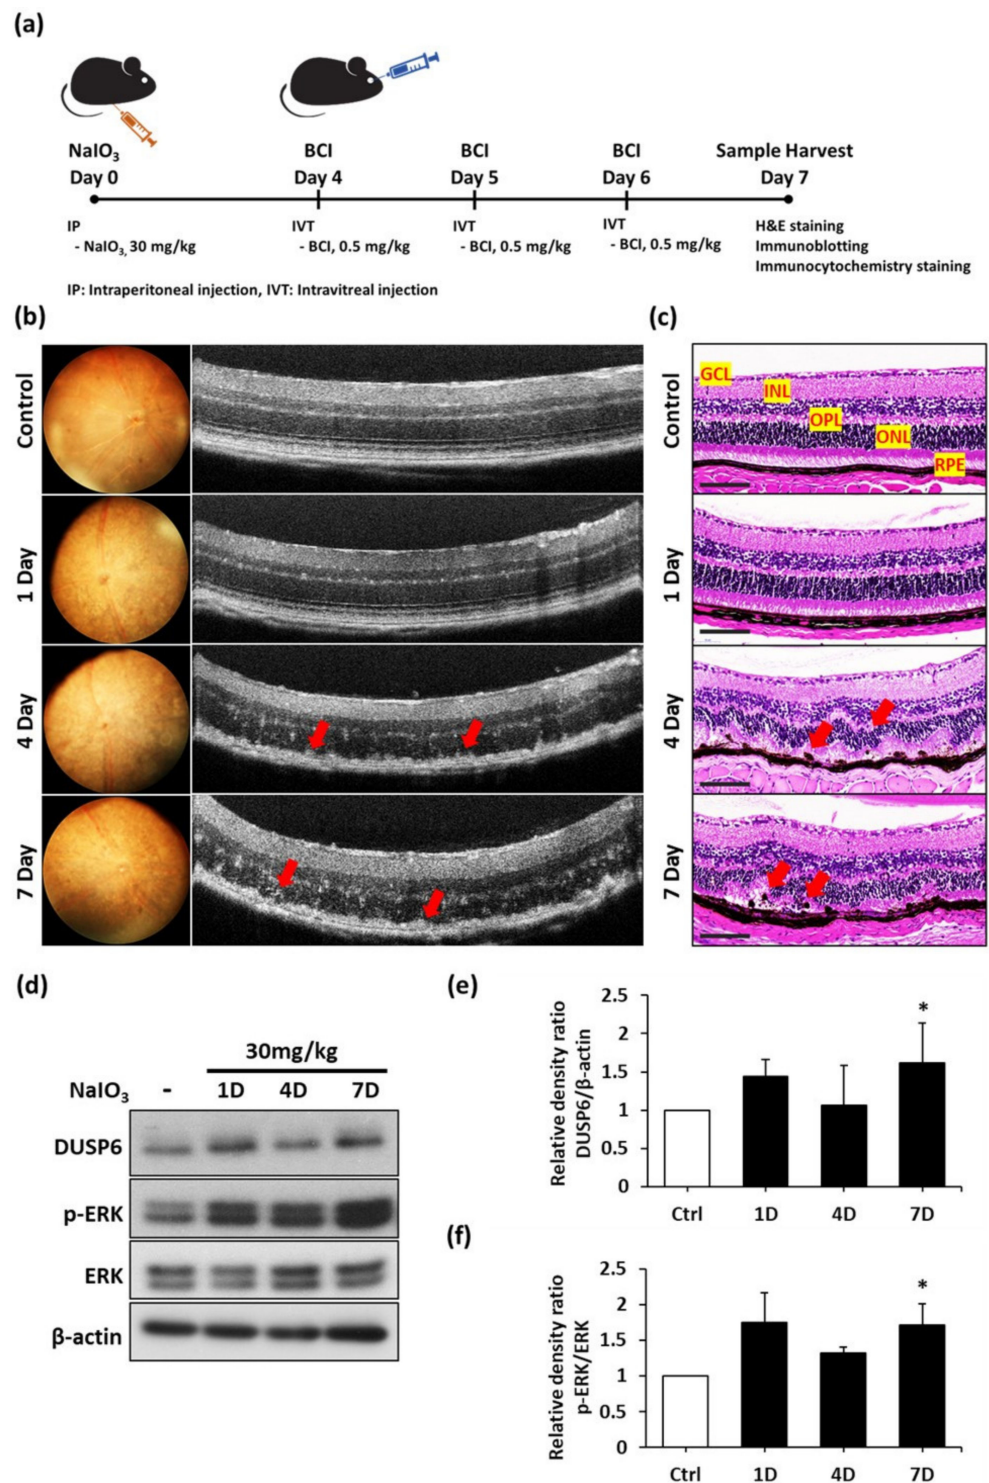 (a)
NaIO3 BCI BCI BCI Sample Harvest
Day 0 Day 4 Day 5 Day 6 Day 7
IP IVT IVT IVT H&E staining
- NaIO3, 30 mg/kg - BCI, 0.5 mg/kg - BCI, 0.5 mg/kg - BCI, 0.5 mg/kg Immunoblotting
Immunocytochemistry staining
IP: Intraperitoneal injection, IVT: Intravitreal injection
(b)
Control
1 Day
4 Day
7 Day
(c)
Control
GCL
INL
OPL
ONL
RPE
1 Day
4 Day
7 Day
(d)
30mg/kg
NaIO3 - 1D 4D 7D
DUSP6
p-ERK
ERK
β-actin
(e)
Relative density ratio
DUSP6/β-actin
2.5
2
1.5
1
0.5
0
*
Ctrl 1D 4D 7D
(f)
Relative density ratio
p-ERK/ERK
2.5
2
1.5
1
0.5
0
*
Ctrl 1D 4D 7D